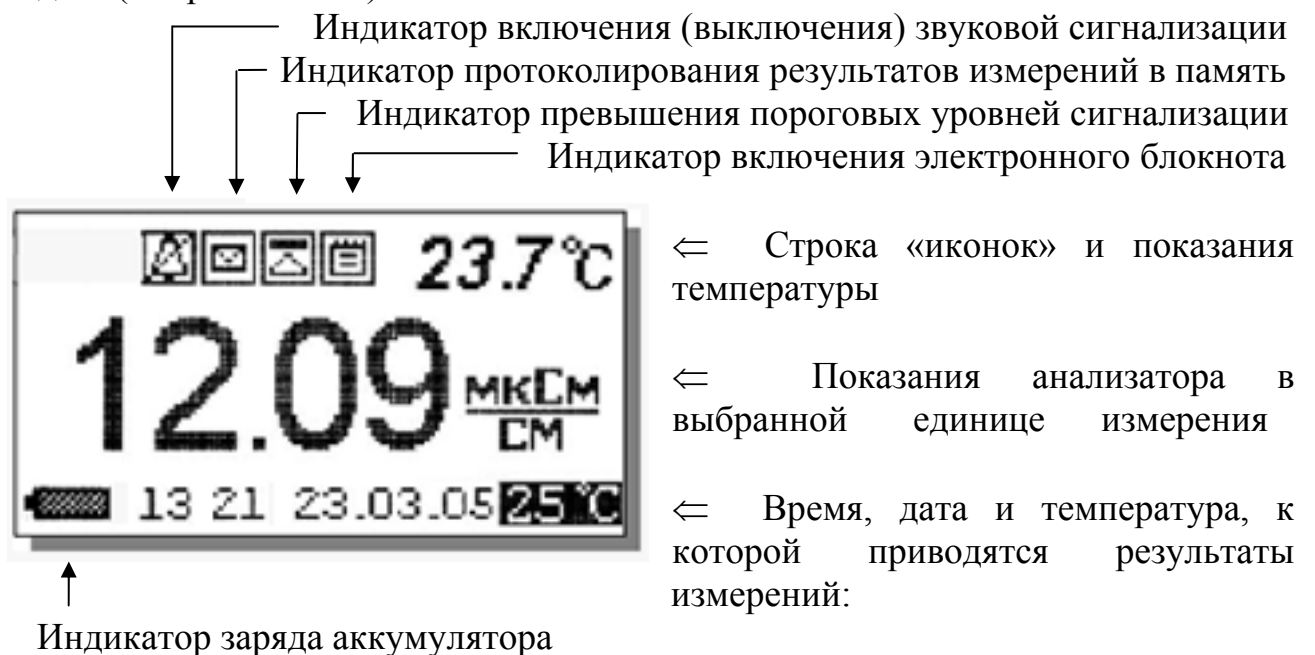 Индикатор включения (выключения) звуковой сигнализации
Индикатор протоколирования результатов измерений в память
Индикатор превышения пороговых уровней сигнализации
Индикатор включения электронного блокнота
23.7°C
12.09 мкСм
см
13 21 23.03.05 25 °C
⇐ Строка «иконок» и показания
температуры
⇐ Показания анализатора в
выбранной единице измерения
⇐ Время, дата и температура, к
которой приводятся результаты
измерений:
Индикатор заряда аккумулятора